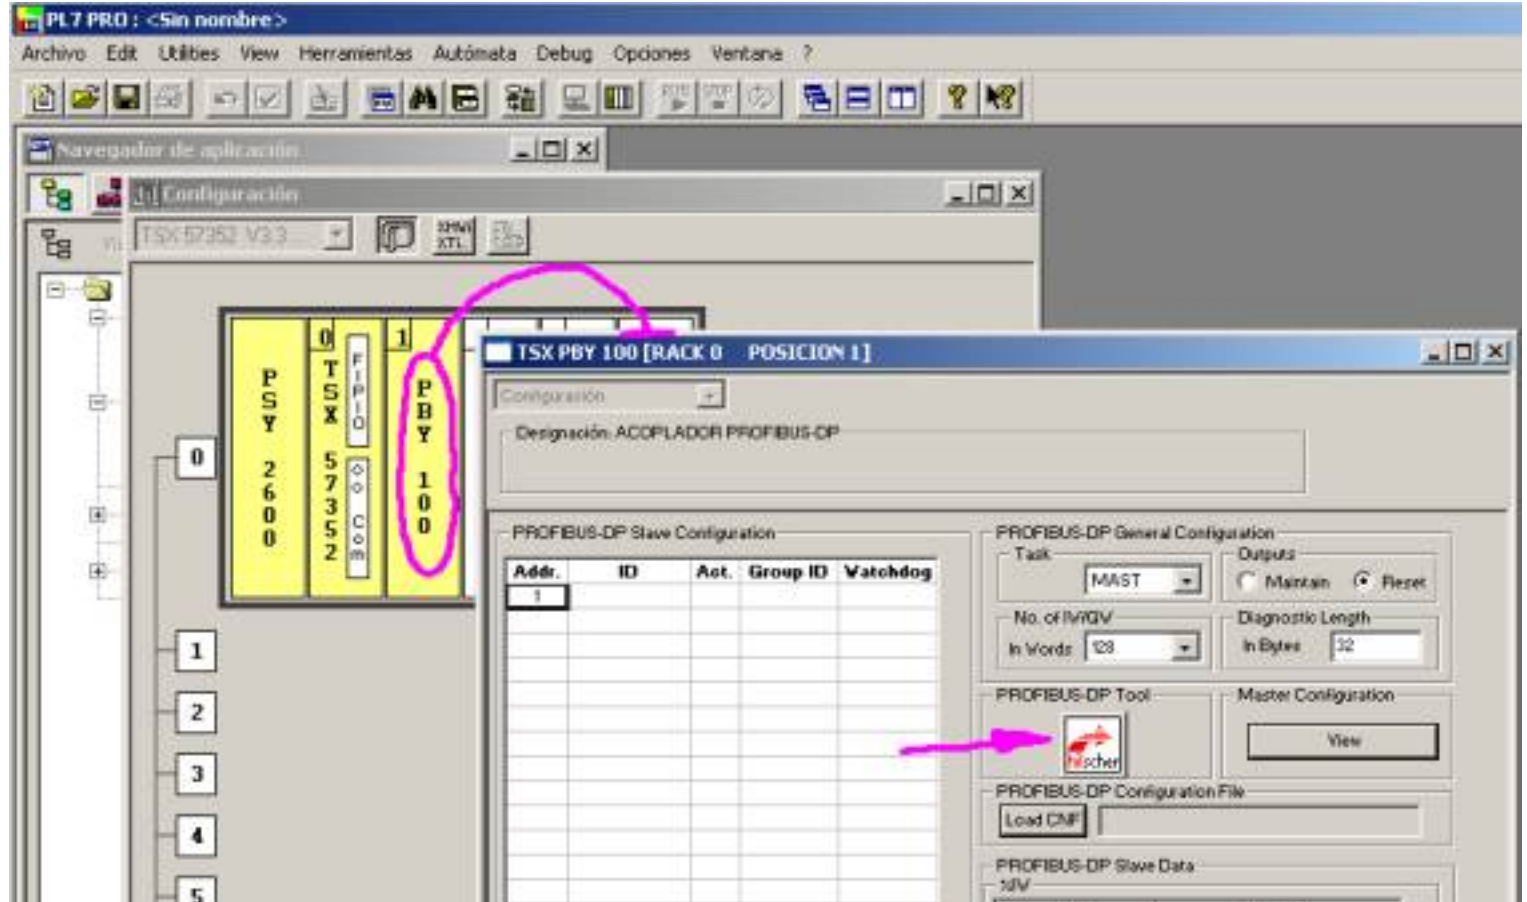 PL7 PRO : <Sin nombre>
Archivo Edit Utilities View Herramientas Autómata Debug Opciones Ventana ?
RUN STOP
Navegador de aplicación
Configuración
TSX 57352 V3.3
XMWI
XTI..
0 1
PSY 2600
TSX 57352
FIPIO
Com
PBY 100
0
1
2
3
4
5
TSX PBY 100 [RACK 0 POSICION 1]
Configuración
Designación: ACOPLADOR PROFIBUS-DP
PROFIBUS-DP Slave Configuration
Addr. ID Act. Group ID Watchdog
1
PROFIBUS-DP General Configuration
Task
MAST
Outputs
Maintain Reset
No. of IW/QW
In Words 128
Diagnostic Length
In Bytes 32
PROFIBUS-DP Tool
hilscher
Master Configuration
View
PROFIBUS-DP Configuration File
Load CNF
PROFIBUS-DP Slave Data
%IW